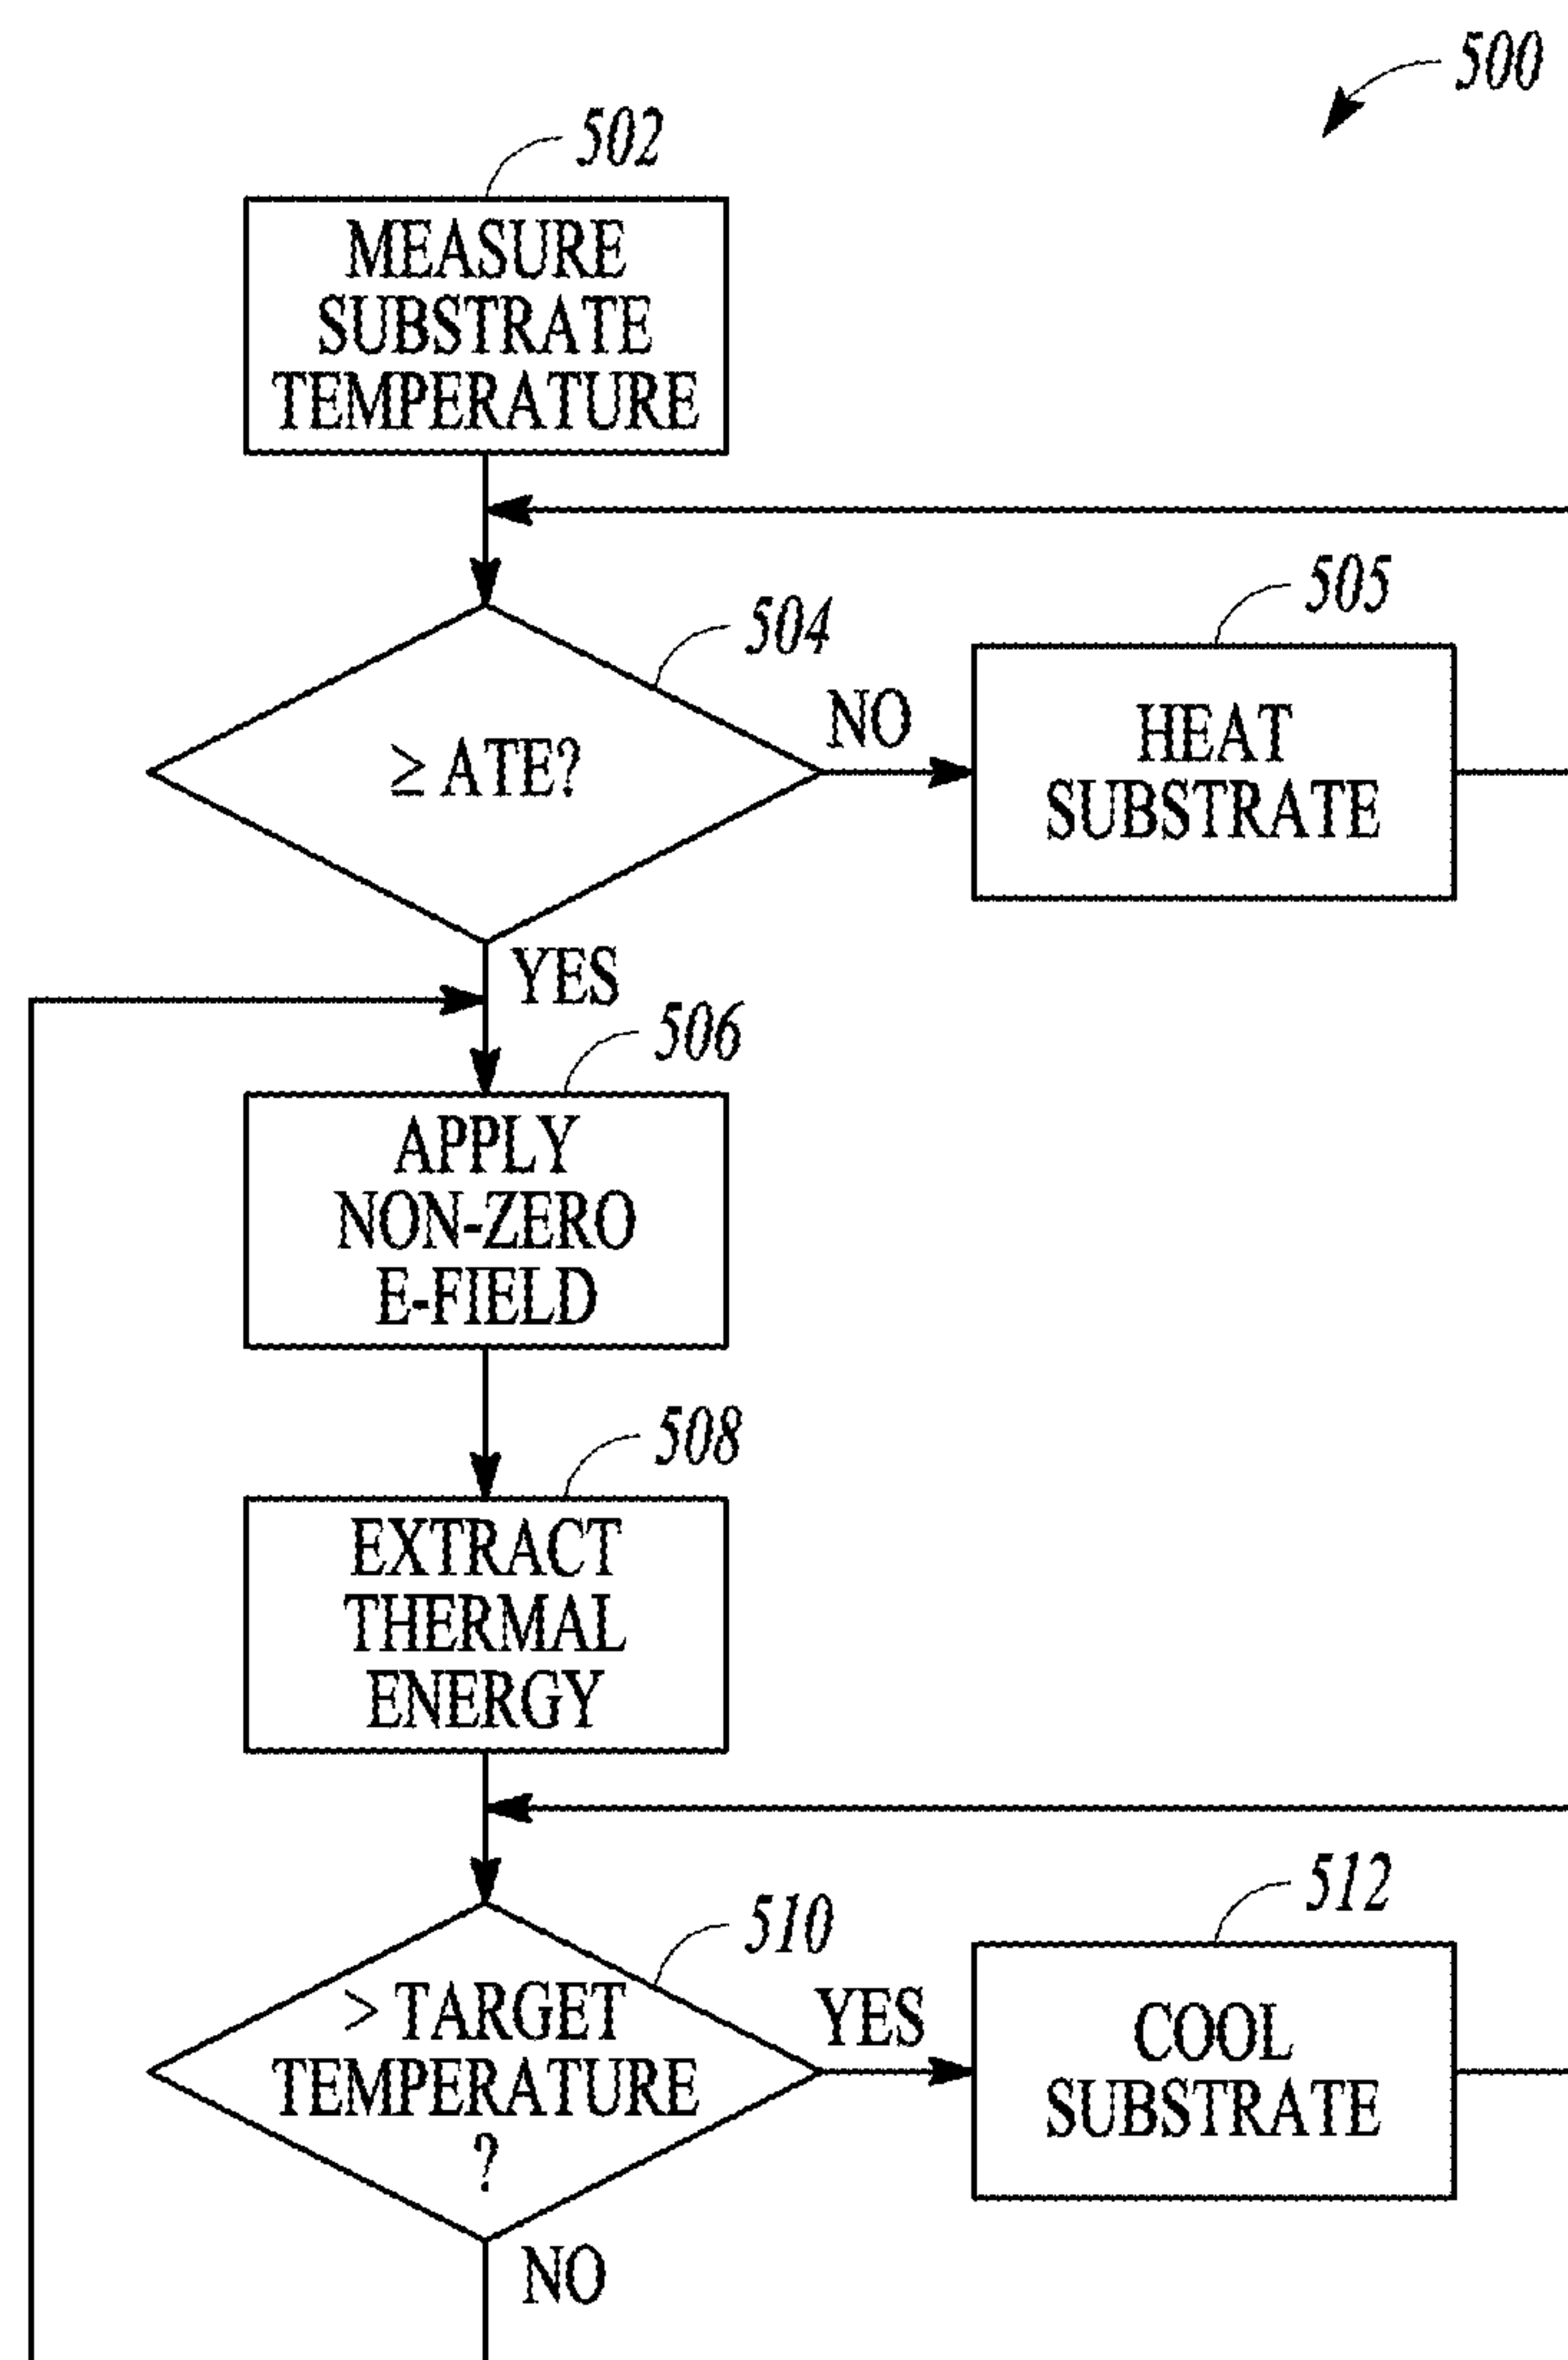 500
502
MEASURE
SUBSTRATE
TEMPERATURE
504
≥ ATE?
NO
505
HEAT
SUBSTRATE
YES
506
APPLY
NON-ZERO
E-FIELD
508
EXTRACT
THERMAL
ENERGY
510
> TARGET
TEMPERATURE
?
YES
512
COOL
SUBSTRATE
NO